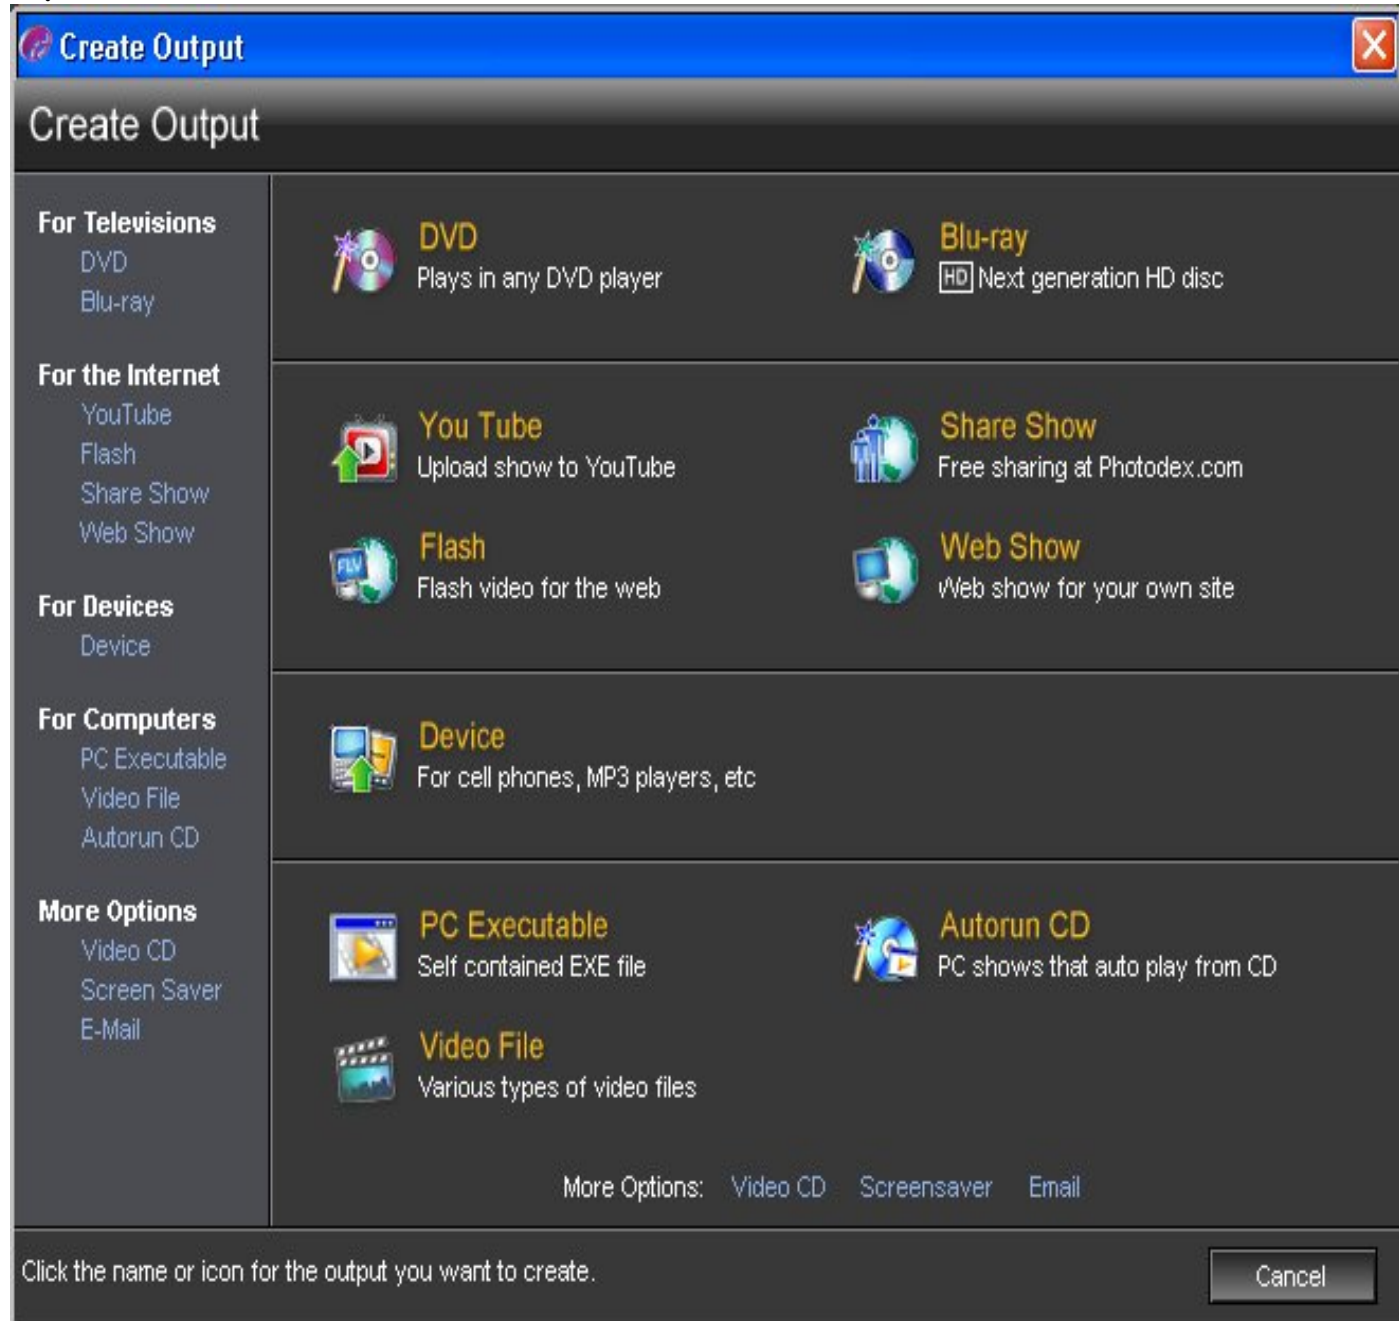 Create Output
Create Output
For Televisions
DVD
Blu-ray
For the Internet
YouTube
Flash
Share Show
Web Show
For Devices
Device
For Computers
PC Executable
Video File
Autorun CD
More Options
Video CD
Screen Saver
E-Mail
DVD
Plays in any DVD player
Blu-ray
HD Next generation HD disc
You Tube
Upload show to YouTube
Share Show
Free sharing at Photodex.com
FLV
Flash
Flash video for the web
Web Show
Web show for your own site
Device
For cell phones, MP3 players, etc
PC Executable
Self contained EXE file
Autorun CD
PC shows that auto play from CD
Video File
Various types of video files
More Options: Video CD Screensaver Email
Click the name or icon for the output you want to create.
Cancel